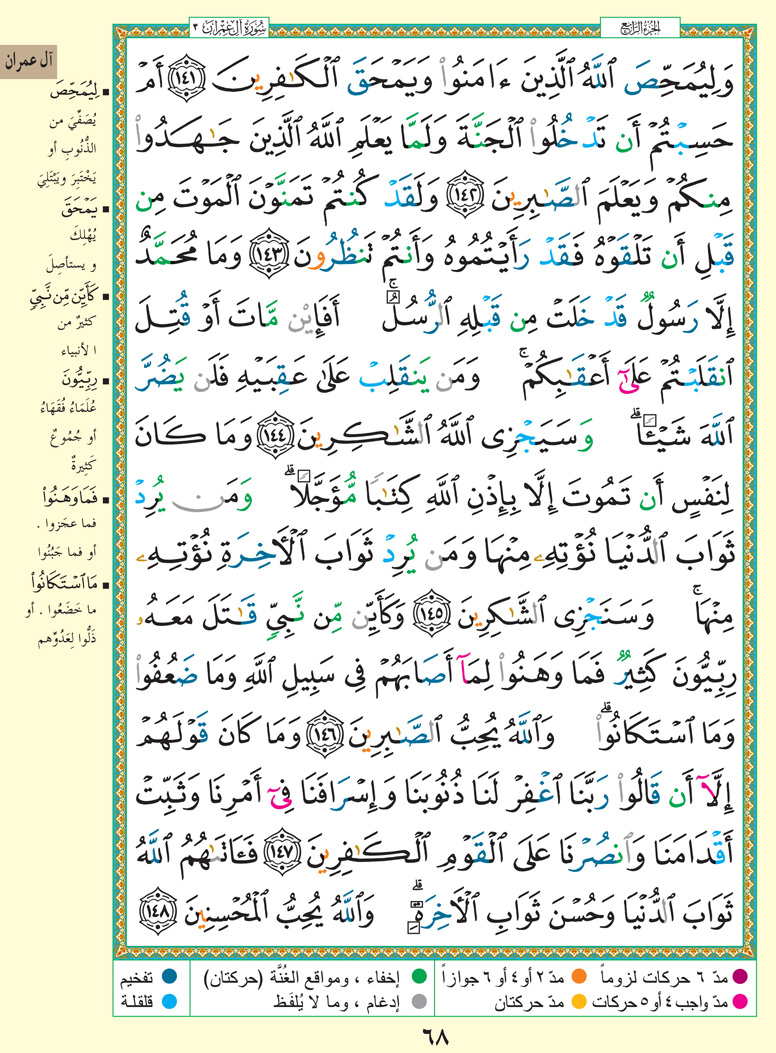 الجزء الرابع
سورة آل عمران ٣
وَلِيُمَحِّصَ ٱللَّهُ ٱلَّذِينَ ءَامَنُوا۟ وَيَمْحَقَ ٱلْكَـٰفِرِينَ ﴿١٤١﴾ أَمْ
حَسِبْتُمْ أَن تَدْخُلُوا۟ ٱلْجَنَّةَ وَلَمَّا يَعْلَمِ ٱللَّهُ ٱلَّذِينَ جَـٰهَدُوا۟
مِنكُمْ وَيَعْلَمَ ٱلصَّـٰبِرِينَ ﴿١٤٢﴾ وَلَقَدْ كُنتُمْ تَمَنَّوْنَ ٱلْمَوْتَ مِن
قَبْلِ أَن تَلْقَوْهُ فَقَدْ رَأَيْتُمُوهُ وَأَنتُمْ تَنظُرُونَ ﴿١٤٣﴾ وَمَا مُحَمَّدٌ
إِلَّا رَسُولٌ قَدْ خَلَتْ مِن قَبْلِهِ ٱلرُّسُلُ ۚ أَفَإِي۟ن مَّاتَ أَوْ قُتِلَ
ٱنقَلَبْتُمْ عَلَىٰٓ أَعْقَـٰبِكُمْ ۚ وَمَن يَنقَلِبْ عَلَىٰ عَقِبَيْهِ فَلَن يَضُرَّ
ٱللَّهَ شَيْـًٔا ۗ وَسَيَجْزِى ٱللَّهُ ٱلشَّـٰكِرِينَ ﴿١٤٤﴾ وَمَا كَانَ
لِنَفْسٍ أَن تَمُوتَ إِلَّا بِإِذْنِ ٱللَّهِ كِتَـٰبًا مُّؤَجَّلًا ۗ وَمَن يُرِدْ
ثَوَابَ ٱلدُّنْيَا نُؤْتِهِۦ مِنْهَا وَمَن يُرِدْ ثَوَابَ ٱلْـَٔاخِرَةِ نُؤْتِهِۦ
مِنْهَا ۚ وَسَنَجْزِى ٱلشَّـٰكِرِينَ ﴿١٤٥﴾ وَكَأَيِّن مِّن نَّبِىٍّ قَـٰتَلَ مَعَهُۥ
رِبِّيُّونَ كَثِيرٌ فَمَا وَهَنُوا۟ لِمَآ أَصَابَهُمْ فِى سَبِيلِ ٱللَّهِ وَمَا ضَعُفُوا۟
وَمَا ٱسْتَكَانُوا۟ ۗ وَٱللَّهُ يُحِبُّ ٱلصَّـٰبِرِينَ ﴿١٤٦﴾ وَمَا كَانَ قَوْلَهُمْ
إِلَّآ أَن قَالُوا۟ رَبَّنَا ٱغْفِرْ لَنَا ذُنُوبَنَا وَإِسْرَافَنَا فِىٓ أَمْرِنَا وَثَبِّتْ
أَقْدَامَنَا وَٱنصُرْنَا عَلَى ٱلْقَوْمِ ٱلْكَـٰفِرِينَ ﴿١٤٧﴾ فَـَٔاتَىٰهُمُ ٱللَّهُ
ثَوَابَ ٱلدُّنْيَا وَحُسْنَ ثَوَابِ ٱلْـَٔاخِرَةِ ۗ وَٱللَّهُ يُحِبُّ ٱلْمُحْسِنِينَ ﴿١٤٨﴾
آل عمران
▪ لِيُمَحِّصَ
يُصَفِّيَ من
الذُّنُوبِ أو
يَخْتَبِرَ ويَبْتَلِيَ
▪ يَمْحَقَ
يُهْلِكَ
و يستأصِلَ
▪ كَأَيِّن مِّن نَّبِيٍّ
كثيرٌ من
الأنبياء
▪ رِبِّيُّونَ
عُلَمَاءُ فُقَهَاءُ
أو جُمُوعٌ
كَثِيرةٌ
▪ فَمَا وَهَنُوا۟
فما عجَزوا .
أو فما جَبُنُوا
▪ مَا ٱسْتَكَانُوا۟
ما خَضَعُوا . أو
ذَلُّوا لِعَدُوِّهم
مدّ ٦ حركات لزوماً ● مدّ ٢ أو ٤ أو ٦ جوازاً ● إخفاء ، ومواقع الغُنَّة (حركتان) ● تفخيم
مدّ واجب ٤ أو ٥ حركات ● مدّ حركتان ● إدغام ، وما لا يُلفَظ ● قلقلة
٦٨